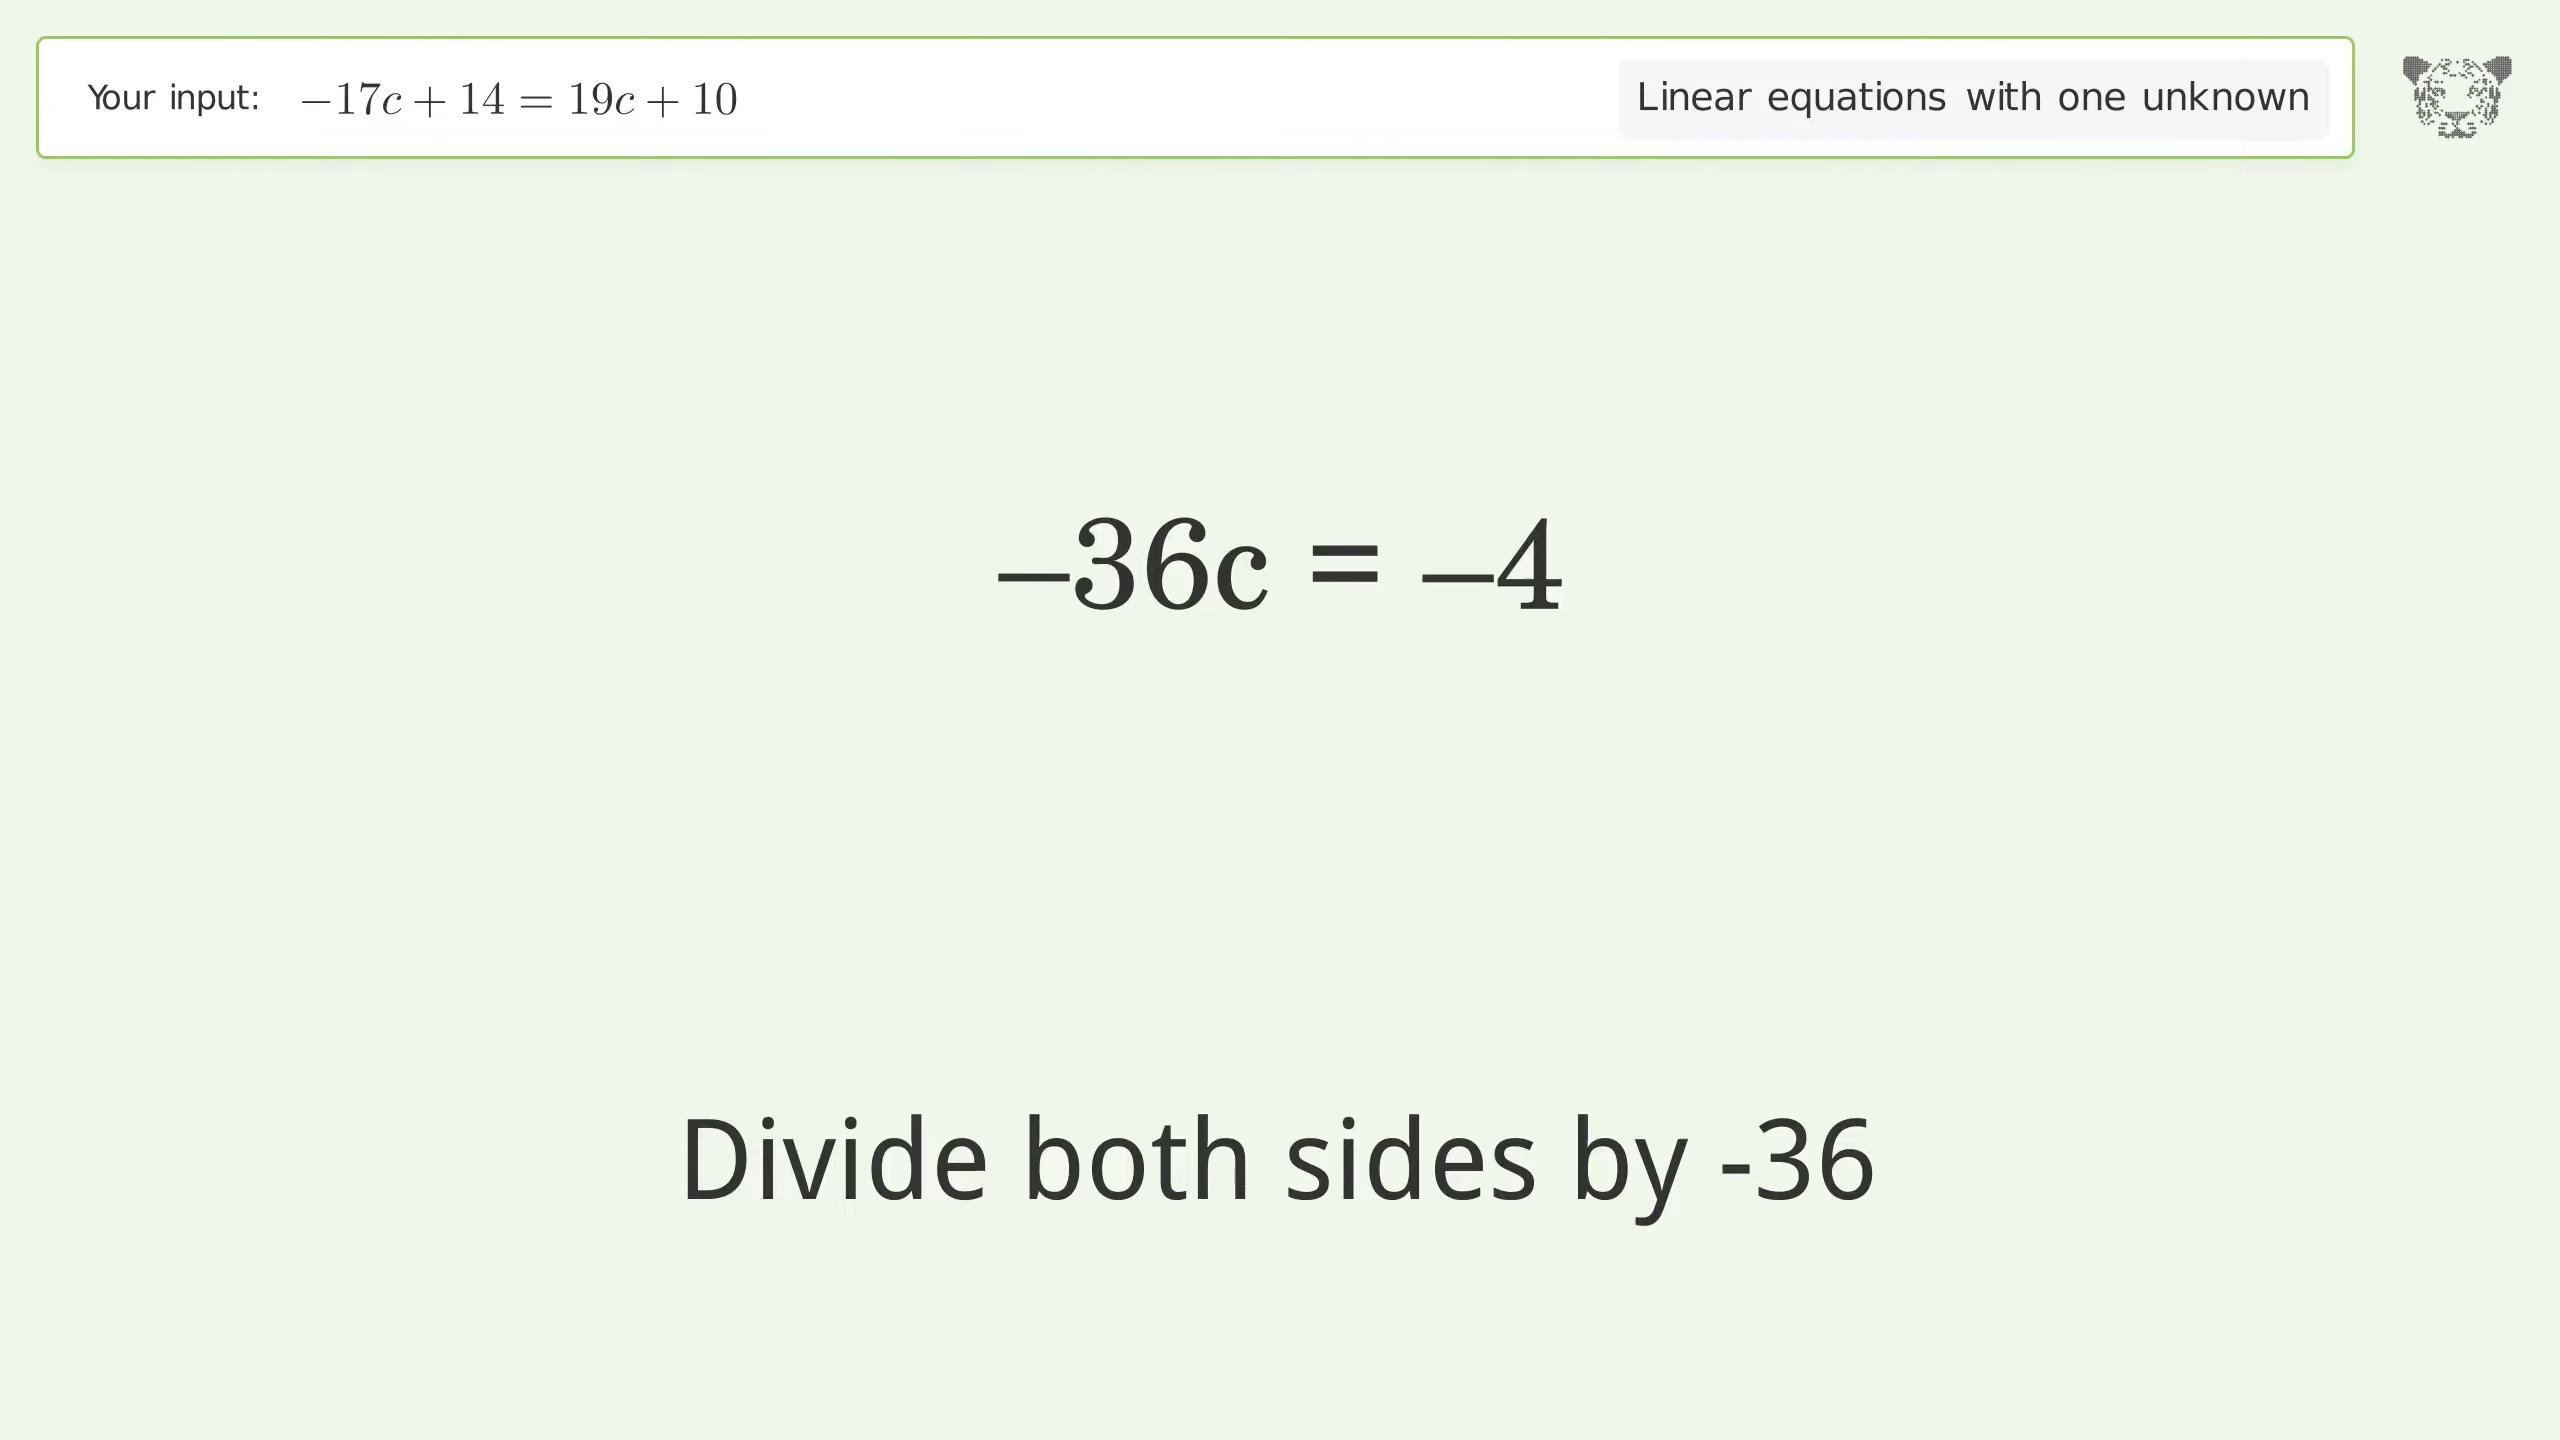 Your input: −17c + 14 = 19c + 10
Linear equations with one unknown
−36c = −4
Divide both sides by -36